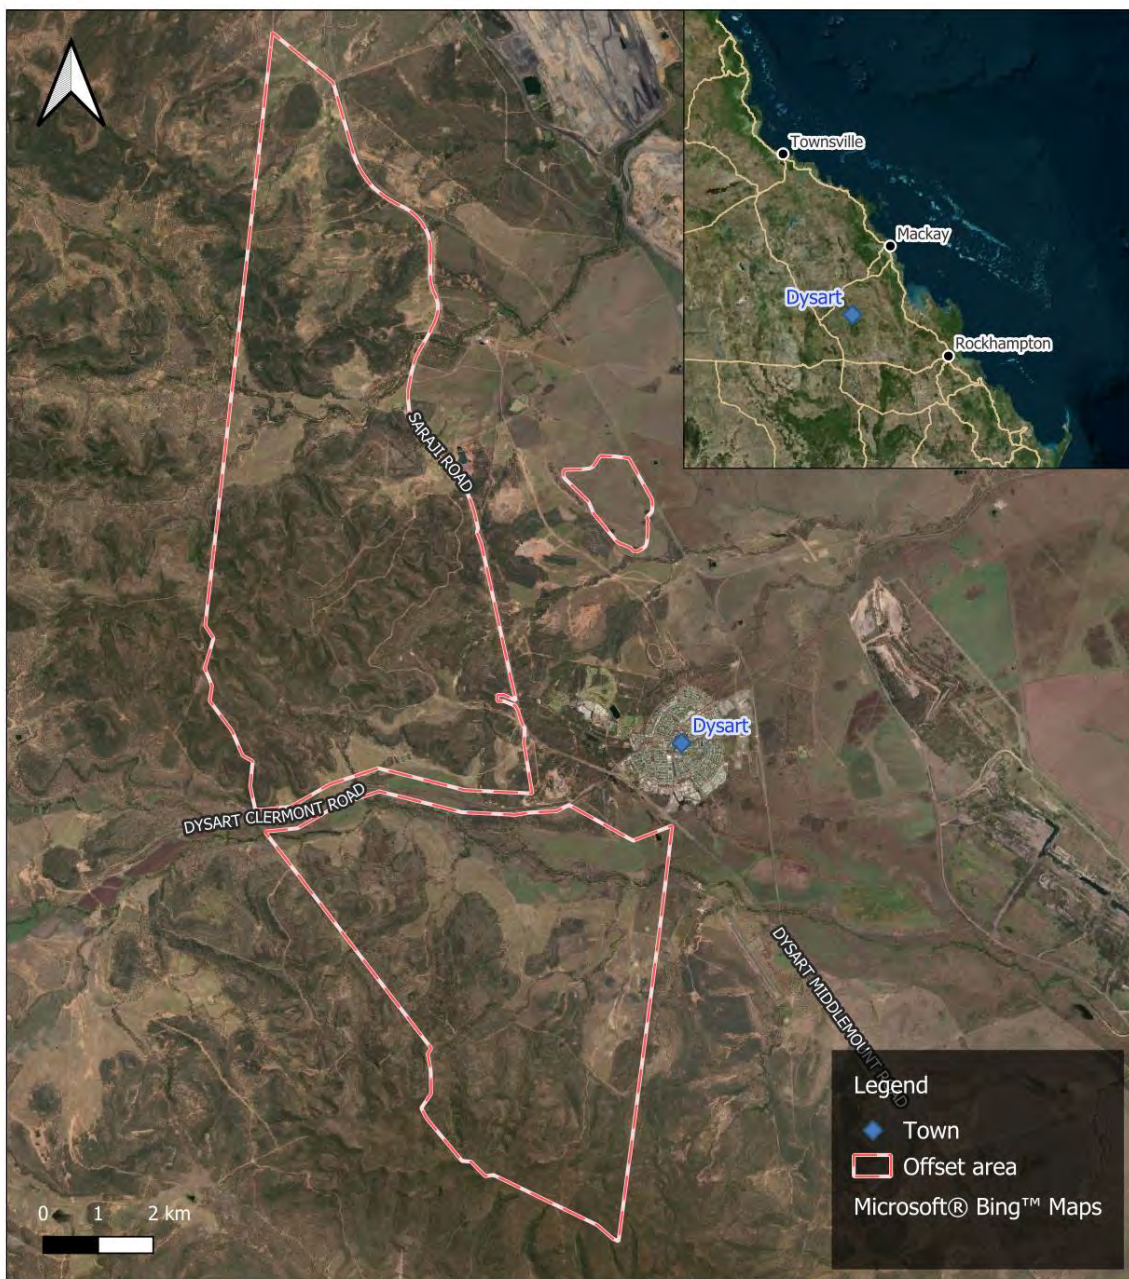 Townsville
Mackay
Dysart
Rockhampton
SARAJI ROAD
Dysart
DYSART CLERMONT ROAD
DYSART MIDDLEMOUNT ROAD
Legend
Town
Offset area
Microsoft® Bing™ Maps
0 1 2 km